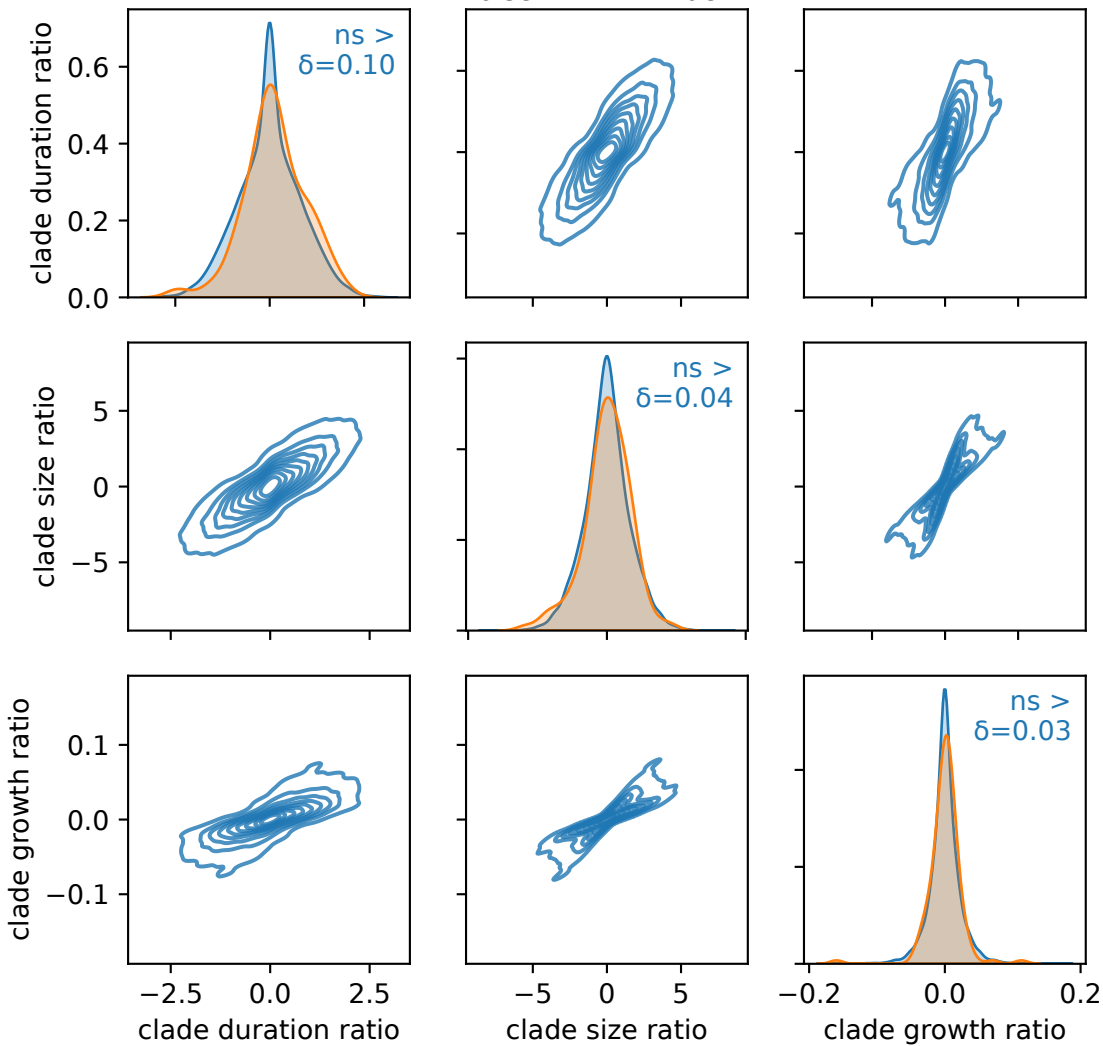 clade duration ratio
0.6
0.4
0.2
0.0
ns >
δ=0.10
clade size ratio
5
0
−5
ns >
δ=0.04
clade growth ratio
0.1
0.0
−0.1
ns >
δ=0.03
−2.5 0.0 2.5
−5 0 5
−0.2 0.0 0.2
clade duration ratio
clade size ratio
clade growth ratio